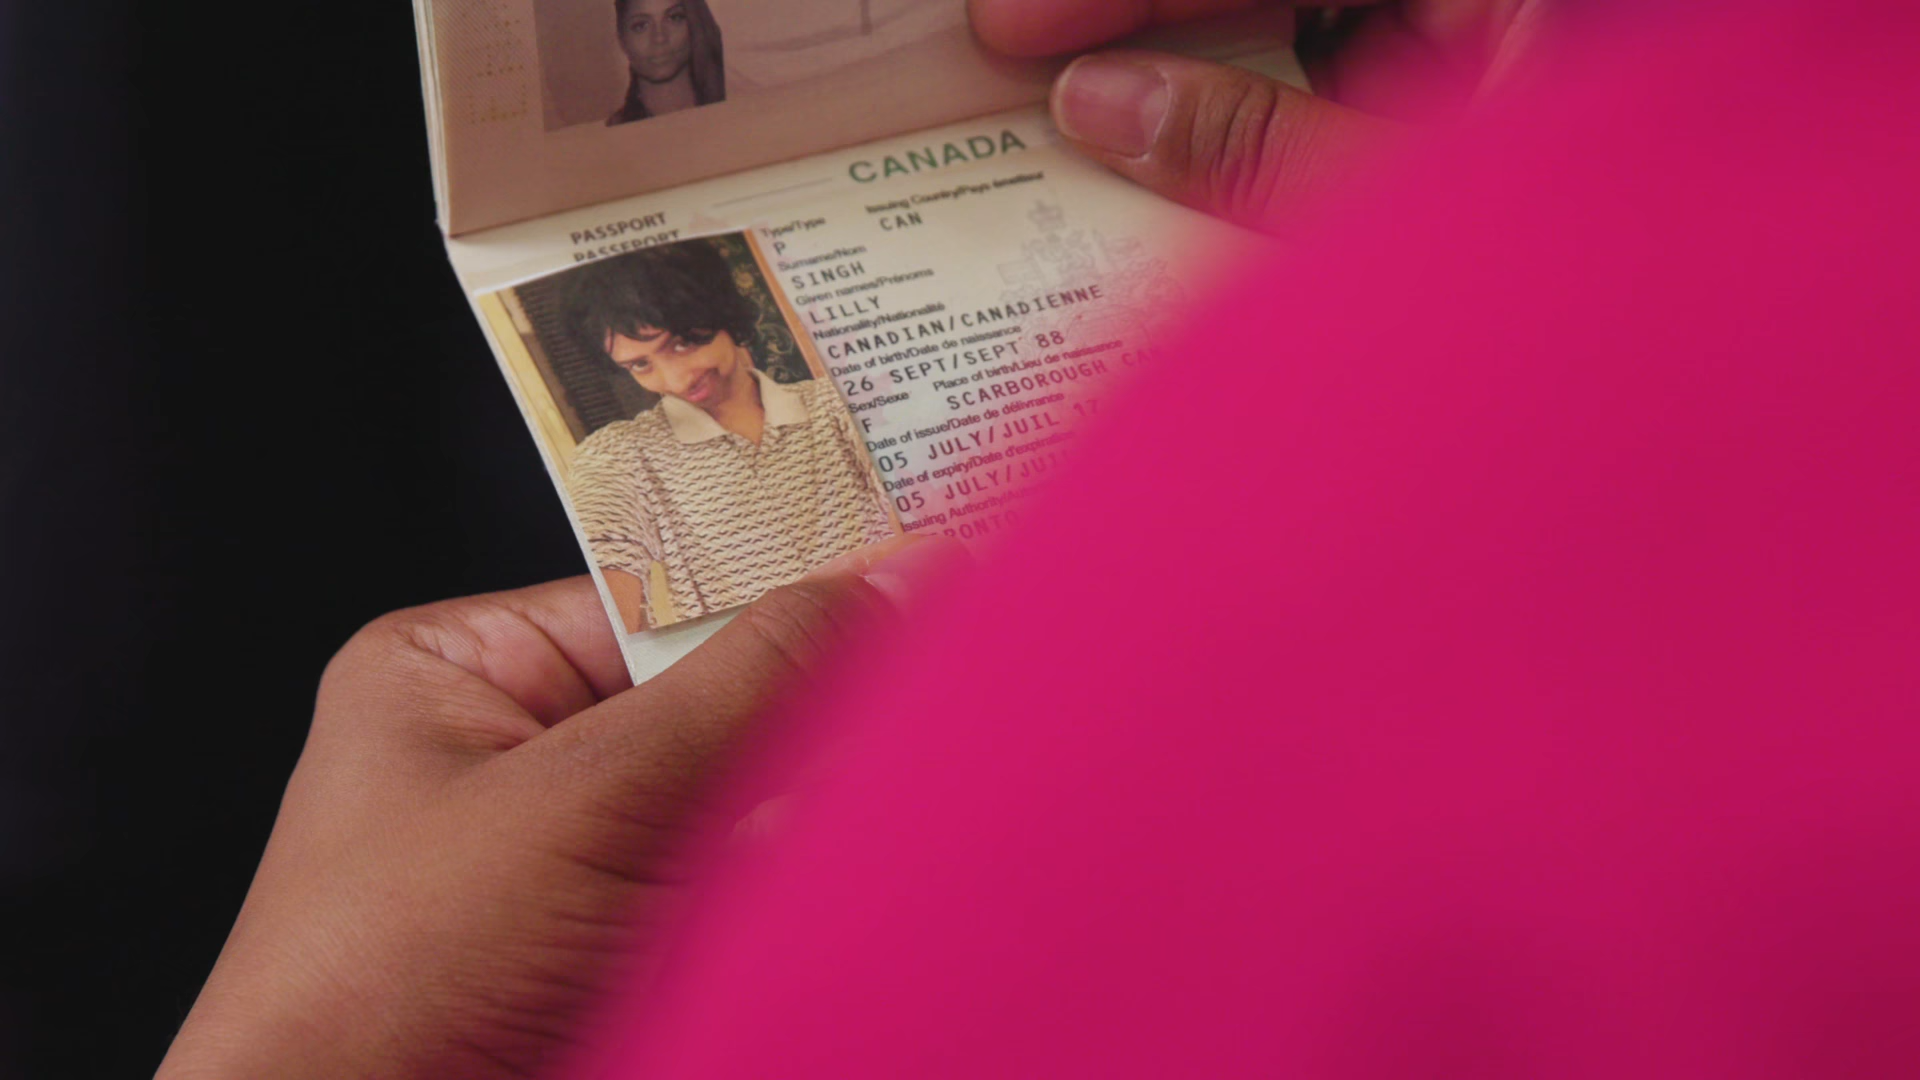 CANADA
PASSPORT
PASSEPORT
Type/Type
Issuing Country/Pays émetteur
P
CAN
Surname/Nom
SINGH
Given names/Prénoms
LILLY
Nationality/Nationalité
CANADIAN/CANADIENNE
Date of birth/Date de naissance
26 SEPT/SEPT 88
Sex/Sexe
Place of birth/Lieu de naissance
F
SCARBOROUGH
Date of issue/Date de délivrance
05 JULY/JUIL 17
Date of expiry/Date d'expiration
05 JULY/JUI
Issuing Authority/